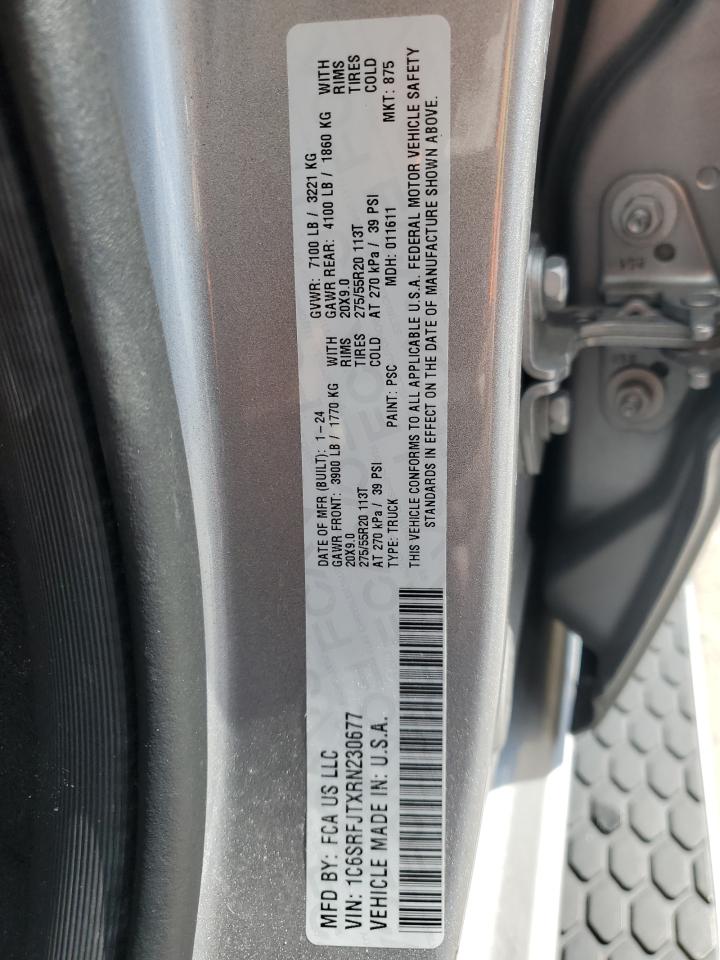 MFD BY: FCA US LLC
VIN: 1C6SRFJTXRN230677
VEHICLE MADE IN: U.S.A.
DATE OF MFR (BUILT): 1-24
GVWR: 7100 LB / 3221 KG
GAWR FRONT: 3900 LB / 1770 KG WITH
20X9.0 RIMS
275/55R20 113T TIRES
AT 270 kPa / 39 PSI COLD
GAWR REAR: 4100 LB / 1860 KG WITH
20X9.0 RIMS
275/55R20 113T TIRES
AT 270 kPa / 39 PSI COLD
TYPE: TRUCK PAINT: PSC MDH: 011611 MKT: 875
THIS VEHICLE CONFORMS TO ALL APPLICABLE U.S.A. FEDERAL MOTOR VEHICLE SAFETY
STANDARDS IN EFFECT ON THE DATE OF MANUFACTURE SHOWN ABOVE.